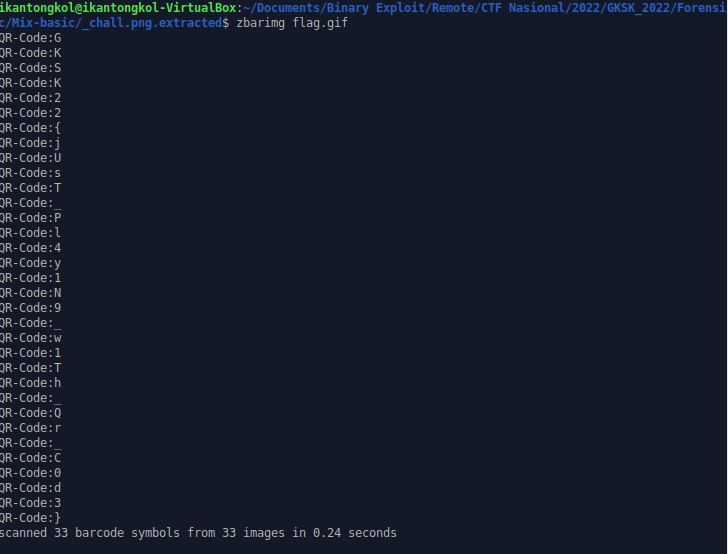 ikantongkol@ikantongkol-VirtualBox:~/Documents/Binary Exploit/Remote/CTF Nasional/2022/GKSK_2022/Forensi
c/Mix-basic/_chall.png.extracted$ zbarimg flag.gif
QR-Code:G
QR-Code:K
QR-Code:S
QR-Code:K
QR-Code:2
QR-Code:2
QR-Code:{
QR-Code:j
QR-Code:U
QR-Code:s
QR-Code:T
QR-Code:_
QR-Code:P
QR-Code:l
QR-Code:4
QR-Code:y
QR-Code:1
QR-Code:N
QR-Code:9
QR-Code:_
QR-Code:w
QR-Code:1
QR-Code:T
QR-Code:h
QR-Code:_
QR-Code:Q
QR-Code:r
QR-Code:_
QR-Code:C
QR-Code:0
QR-Code:d
QR-Code:3
QR-Code:}
scanned 33 barcode symbols from 33 images in 0.24 seconds